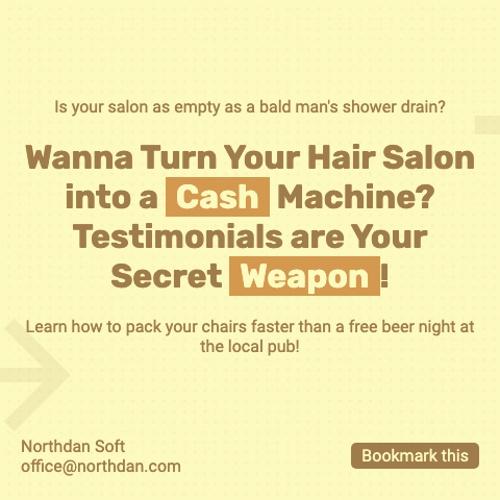 Is your salon as empty as a bald man's shower drain?
Wanna Turn Your Hair Salon
into a Cash Machine?
Testimonials are Your
Secret Weapon!
Learn how to pack your chairs faster than a free beer night at
the local pub!
Northdan Soft
office@northdan.com
Bookmark this